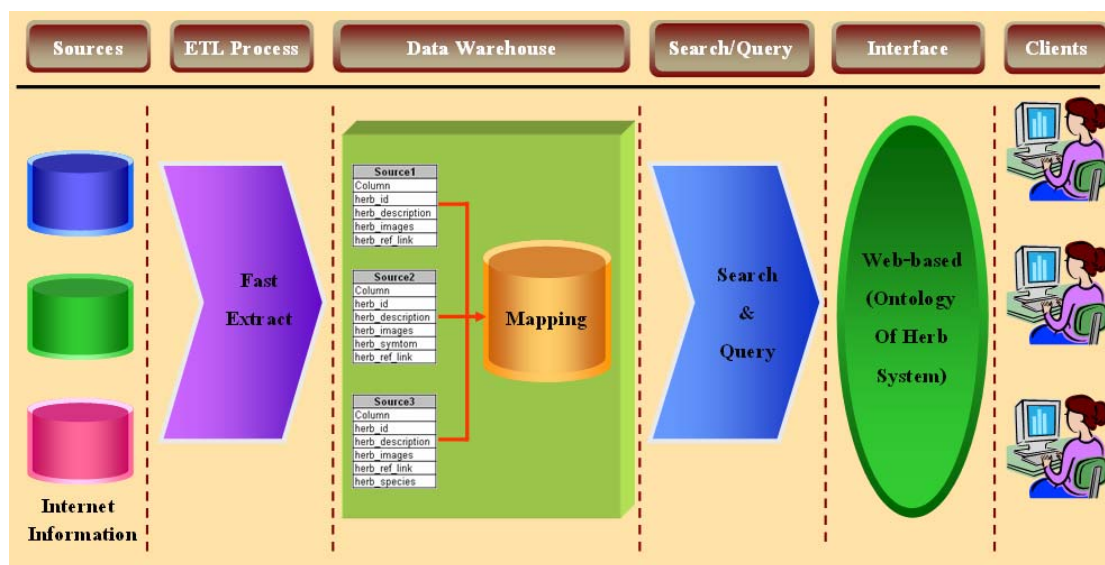 Sources
ETL Process
Data Warehouse
Search/Query
Interface
Clients
Internet
Information
Fast
Extract
Source1
Column
herb_id
herb_description
herb_images
herb_ref_link
Source2
Column
herb_id
herb_description
herb_images
herb_symtom
herb_ref_link
Source3
Column
herb_id
herb_description
herb_images
herb_ref_link
herb_species
Mapping
Search
&
Query
Web-based
(Ontology
Of Herb
System)